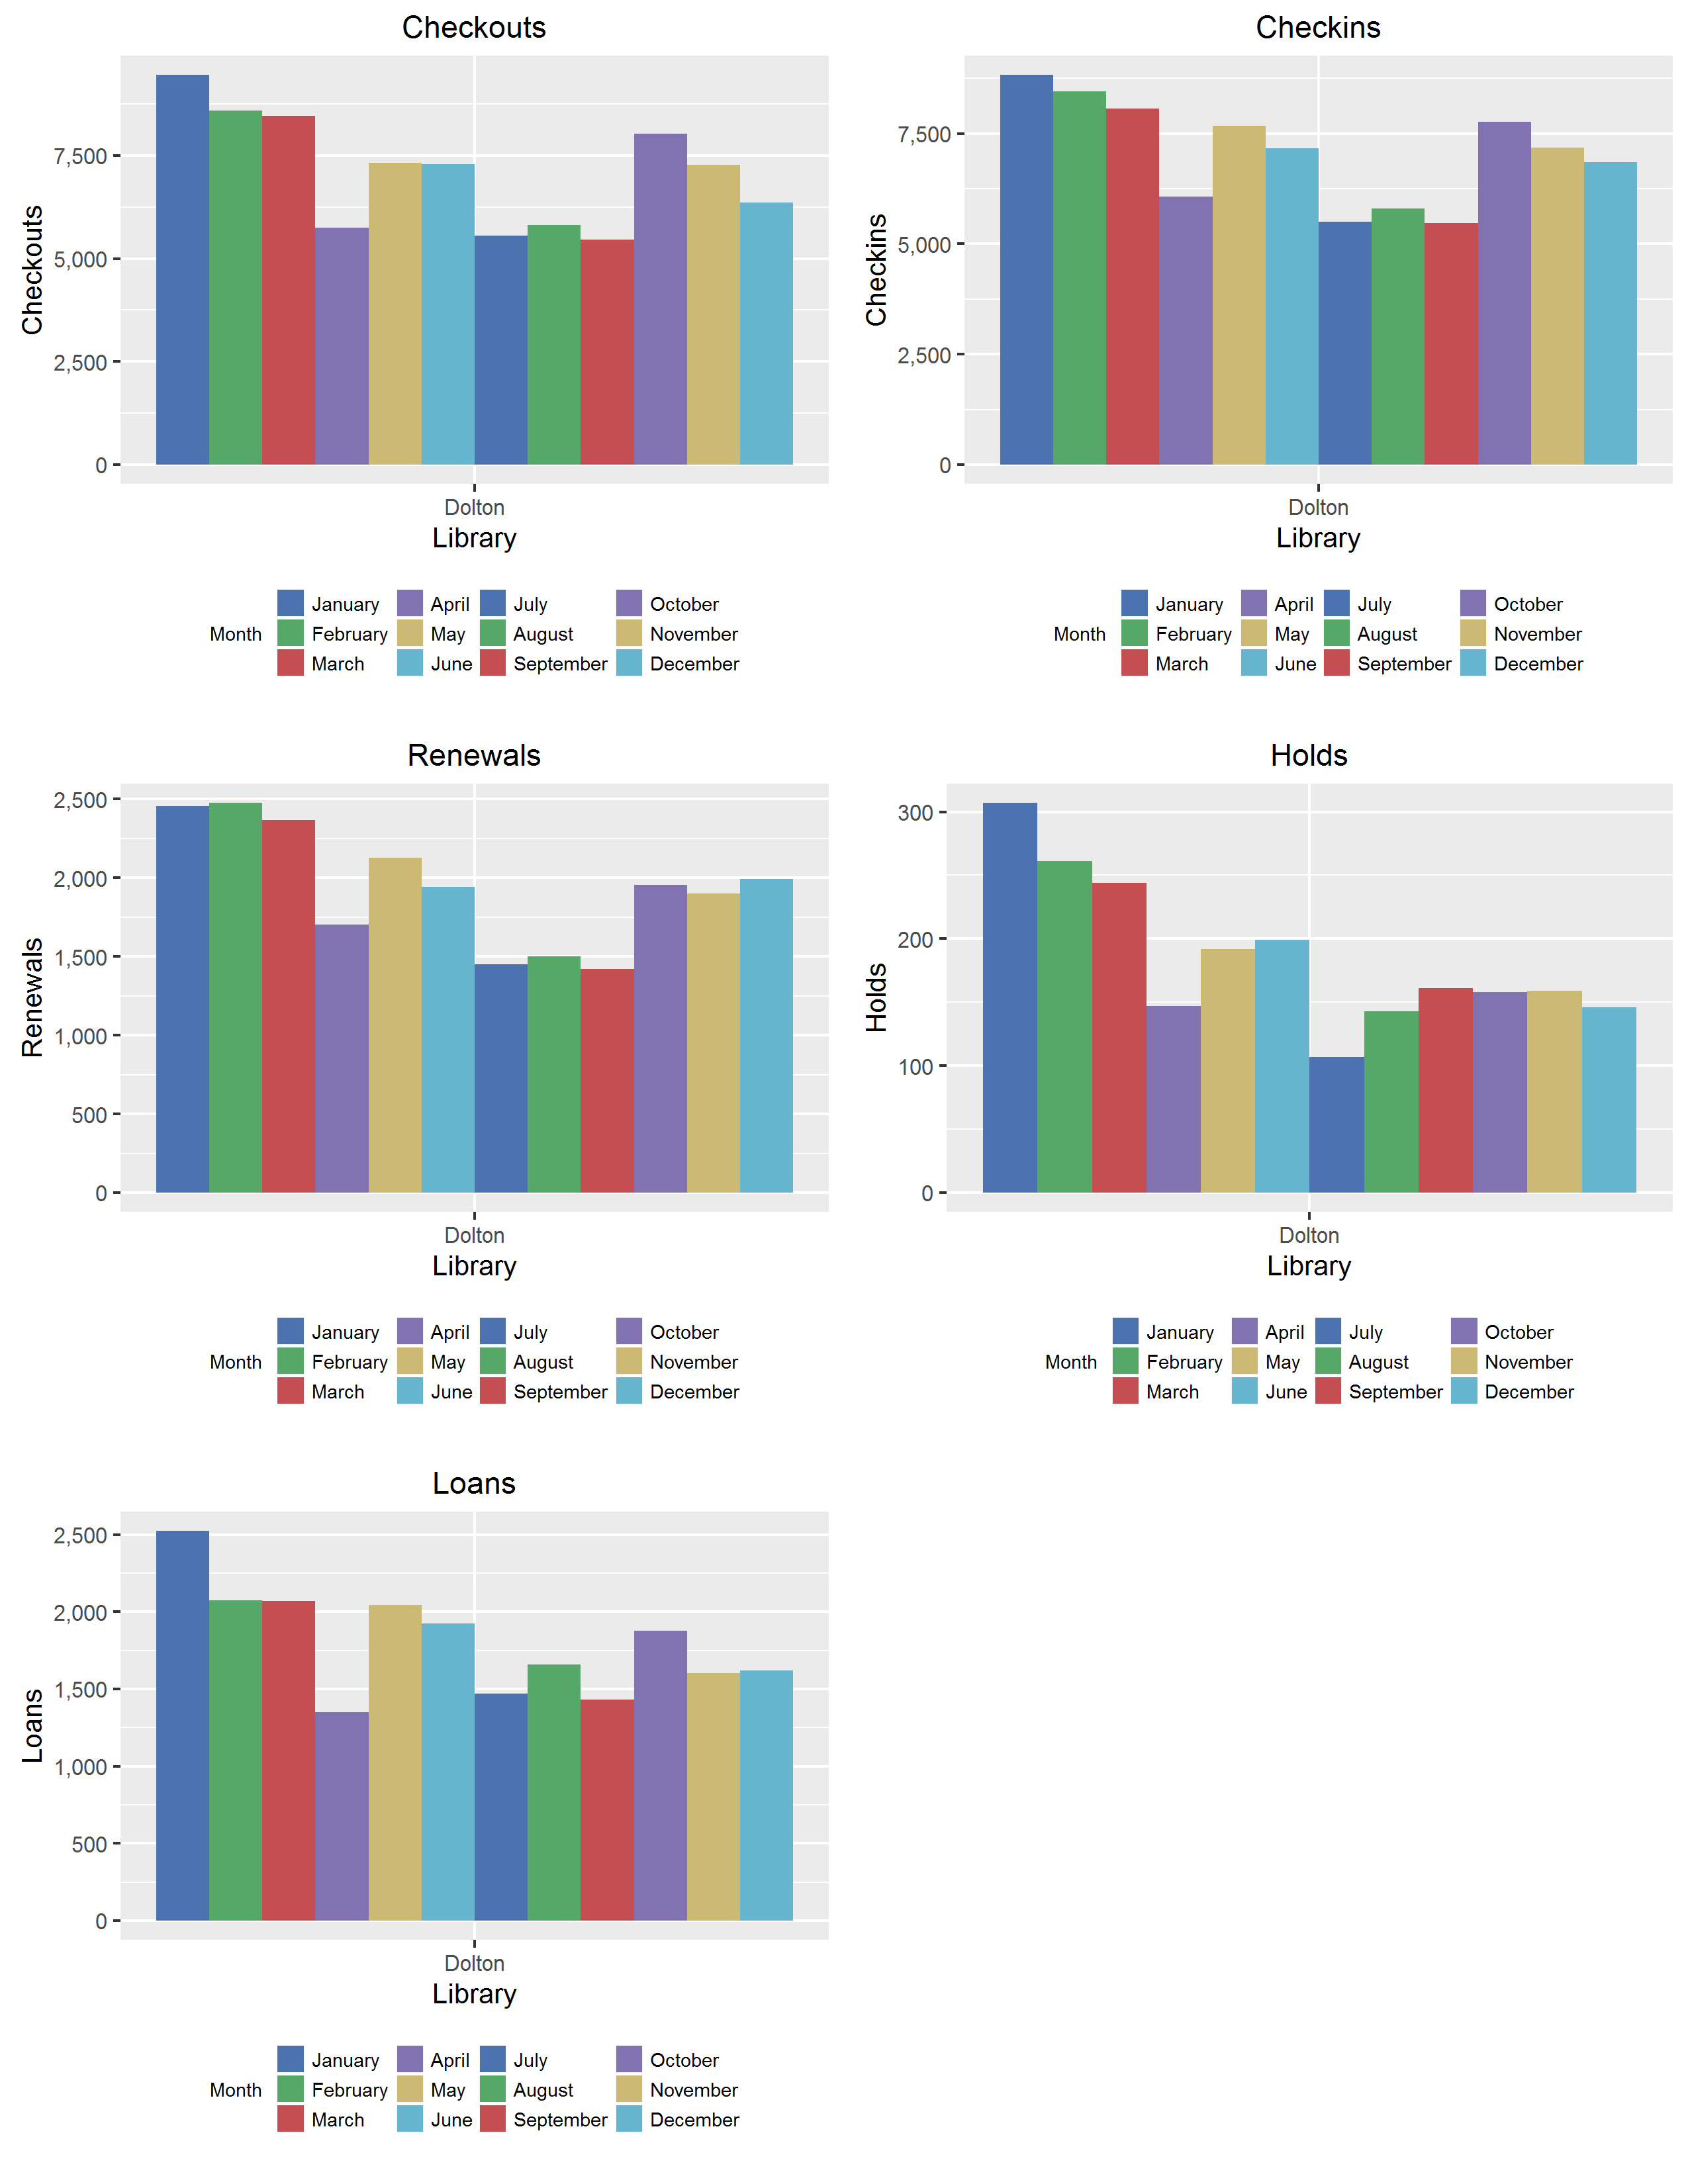 Checkouts
Checkouts
7,500
5,000
2,500
0
Dolton
Library
Month
January
April
July
October
February
May
August
November
March
June
September
December
Checkins
Checkins
7,500
5,000
2,500
0
Dolton
Library
Month
January
April
July
October
February
May
August
November
March
June
September
December
Renewals
Renewals
2,500
2,000
1,500
1,000
500
0
Dolton
Library
Month
January
April
July
October
February
May
August
November
March
June
September
December
Holds
Holds
300
200
100
0
Dolton
Library
Month
January
April
July
October
February
May
August
November
March
June
September
December
Loans
Loans
2,500
2,000
1,500
1,000
500
0
Dolton
Library
Month
January
April
July
October
February
May
August
November
March
June
September
December